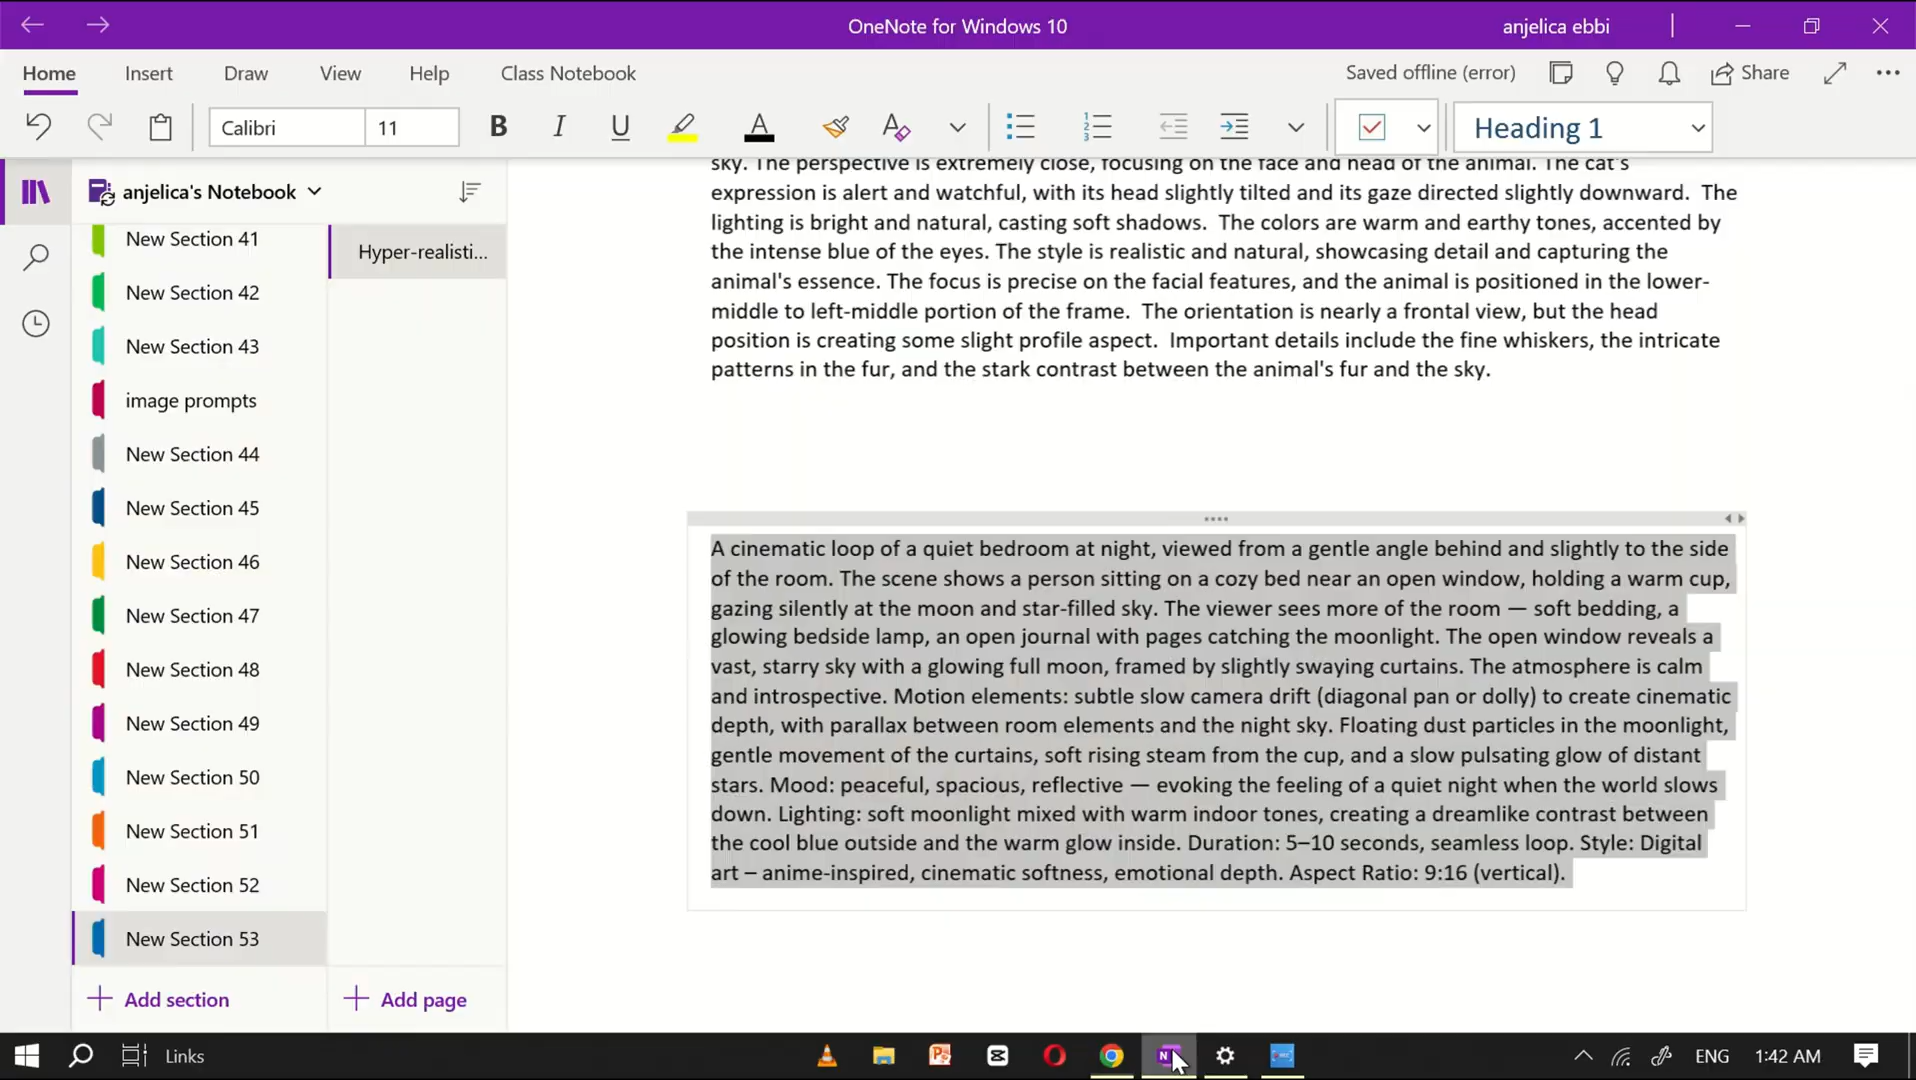 OneNote for Windows 10
anjelica ebbi
Home
Insert
Draw
View
Help
Class Notebook
Saved offline (error)
Share
Calibri
11
B
I
U
A
A
1
2
3
Heading 1
anjelica's Notebook
New Section 41
New Section 42
New Section 43
image prompts
New Section 44
New Section 45
New Section 46
New Section 47
New Section 48
New Section 49
New Section 50
New Section 51
New Section 52
New Section 53
Add section
Hyper-realisti...
Add page
sky. The perspective is extremely close, focusing on the face and head of the animal. The cat's
expression is alert and watchful, with its head slightly tilted and its gaze directed slightly downward. The
lighting is bright and natural, casting soft shadows. The colors are warm and earthy tones, accented by
the intense blue of the eyes. The style is realistic and natural, showcasing detail and capturing the
animal's essence. The focus is precise on the facial features, and the animal is positioned in the lower-
middle to left-middle portion of the frame. The orientation is nearly a frontal view, but the head
position is creating some slight profile aspect. Important details include the fine whiskers, the intricate
patterns in the fur, and the stark contrast between the animal's fur and the sky.
A cinematic loop of a quiet bedroom at night, viewed from a gentle angle behind and slightly to the side
of the room. The scene shows a person sitting on a cozy bed near an open window, holding a warm cup,
gazing silently at the moon and star-filled sky. The viewer sees more of the room — soft bedding, a
glowing bedside lamp, an open journal with pages catching the moonlight. The open window reveals a
vast, starry sky with a glowing full moon, framed by slightly swaying curtains. The atmosphere is calm
and introspective. Motion elements: subtle slow camera drift (diagonal pan or dolly) to create cinematic
depth, with parallax between room elements and the night sky. Floating dust particles in the moonlight,
gentle movement of the curtains, soft rising steam from the cup, and a slow pulsating glow of distant
stars. Mood: peaceful, spacious, reflective — evoking the feeling of a quiet night when the world slows
down. Lighting: soft moonlight mixed with warm indoor tones, creating a dreamlike contrast between
the cool blue outside and the warm glow inside. Duration: 5–10 seconds, seamless loop. Style: Digital
art – anime-inspired, cinematic softness, emotional depth. Aspect Ratio: 9:16 (vertical).
Links
ENG
1:42 AM